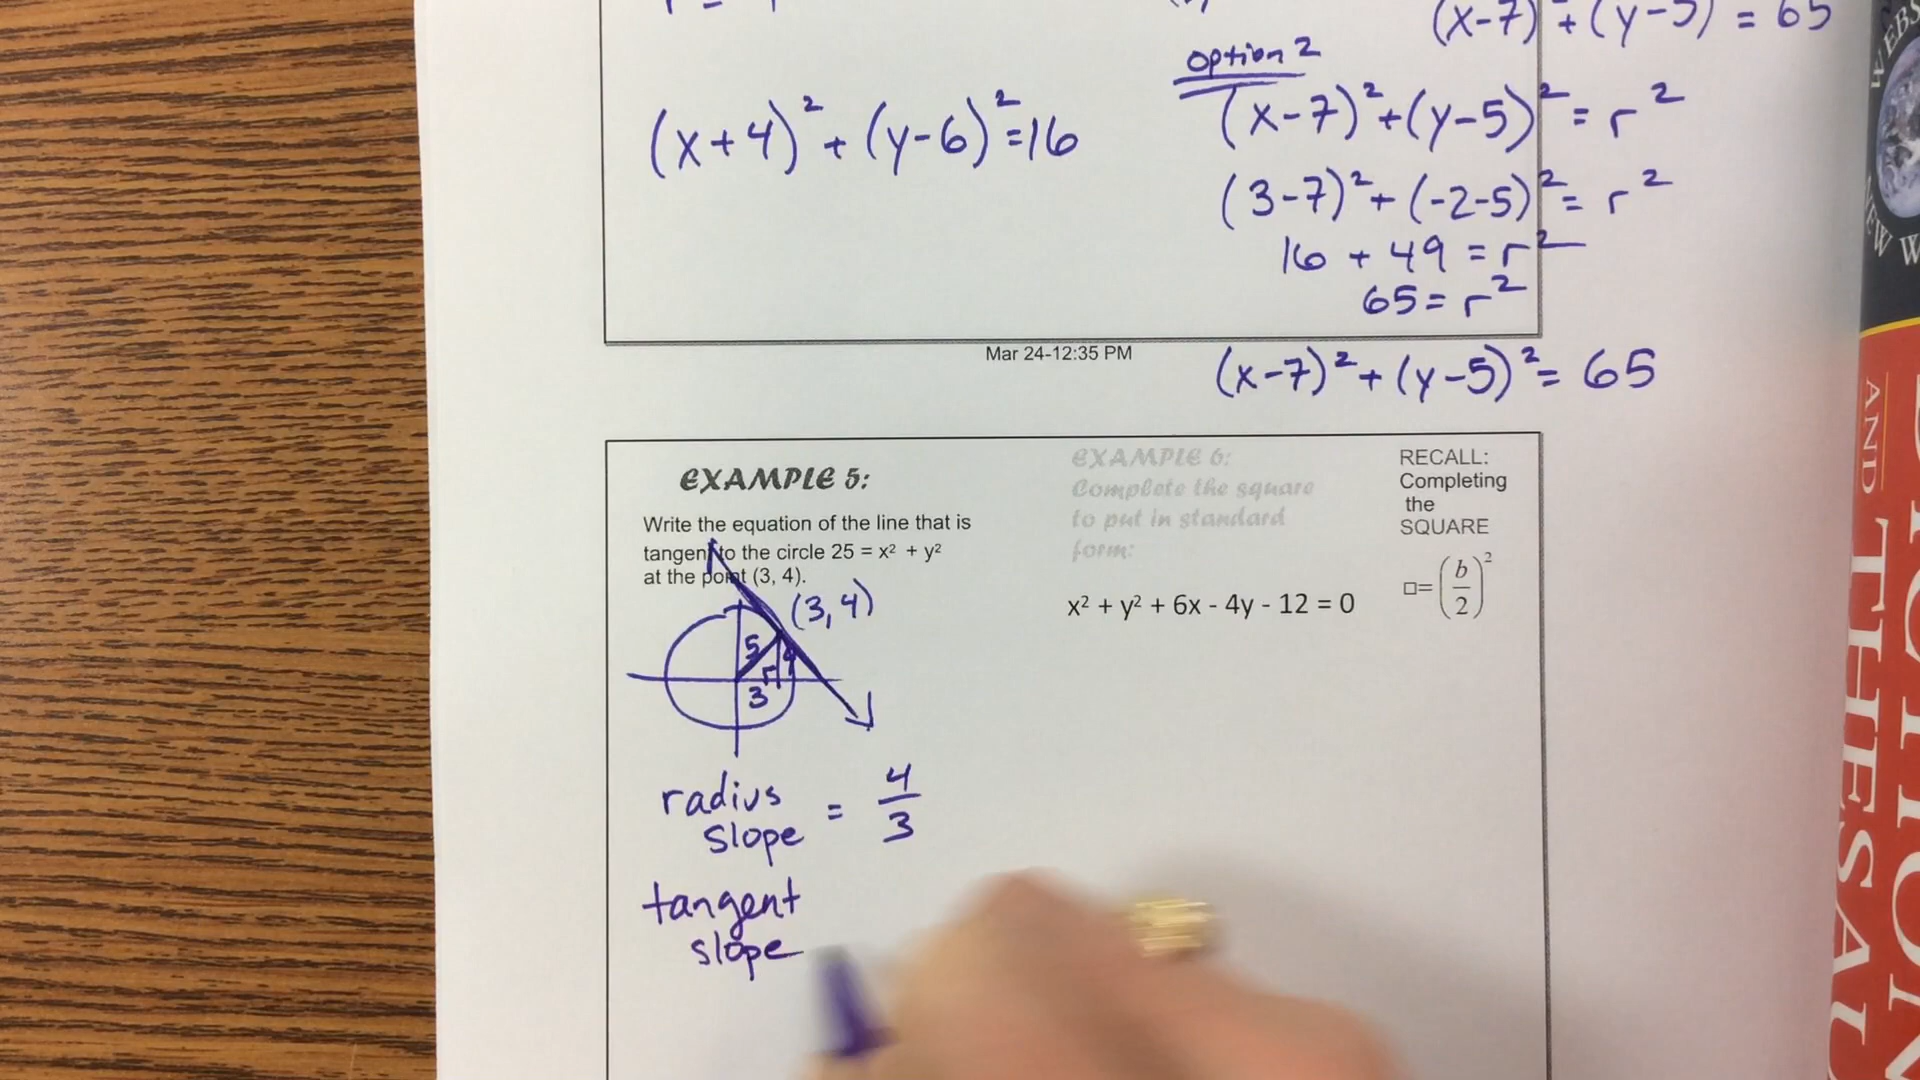 (x-7)² + (y-5)² = 65
Option 2
(x+4)² + (y-6)² = 16
(x-7)² + (y-5)² = r²
(3-7)² + (-2-5)² = r²
16 + 49 = r²
65 = r²
Mar 24-12:35 PM
(x-7)² + (y-5)² = 65
EXAMPLE 5:
Write the equation of the line that is
tangent to the circle 25 = x² + y²
at the point (3, 4).
(3, 4)
5
4
3
radius
slope = 4/3
tangent
slope
EXAMPLE 6:
Complete the square
to put in standard
form:
x² + y² + 6x - 4y - 12 = 0
RECALL:
Completing
the
SQUARE
□= (b/2)²
AND